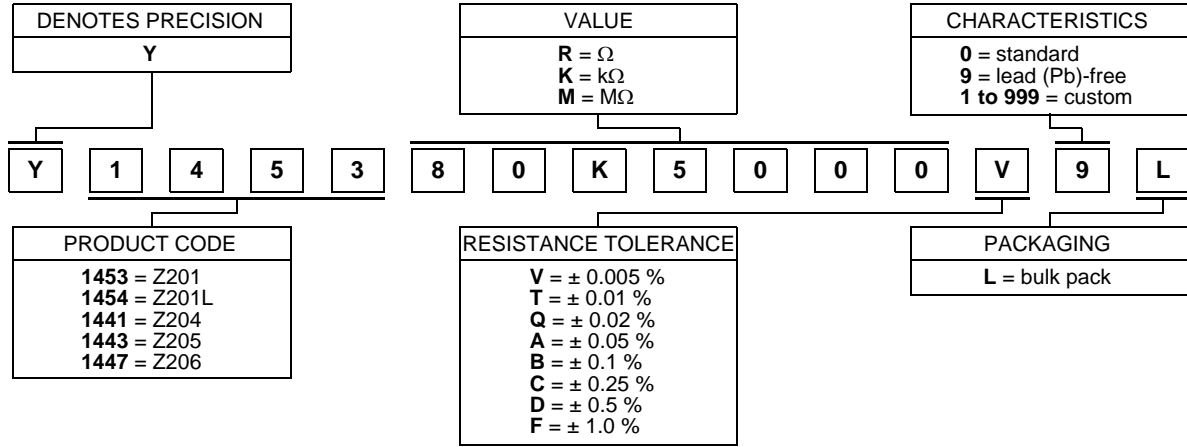 DENOTES PRECISION
Y
VALUE
R = Ω
K = kΩ
M = MΩ
CHARACTERISTICS
0 = standard
9 = lead (Pb)-free
1 to 999 = custom
Y 1 4 5 3 8 0 K 5 0 0 0 V 9 L
PRODUCT CODE
1453 = Z201
1454 = Z201L
1441 = Z204
1443 = Z205
1447 = Z206
RESISTANCE TOLERANCE
V = ± 0.005 %
T = ± 0.01 %
Q = ± 0.02 %
A = ± 0.05 %
B = ± 0.1 %
C = ± 0.25 %
D = ± 0.5 %
F = ± 1.0 %
PACKAGING
L = bulk pack